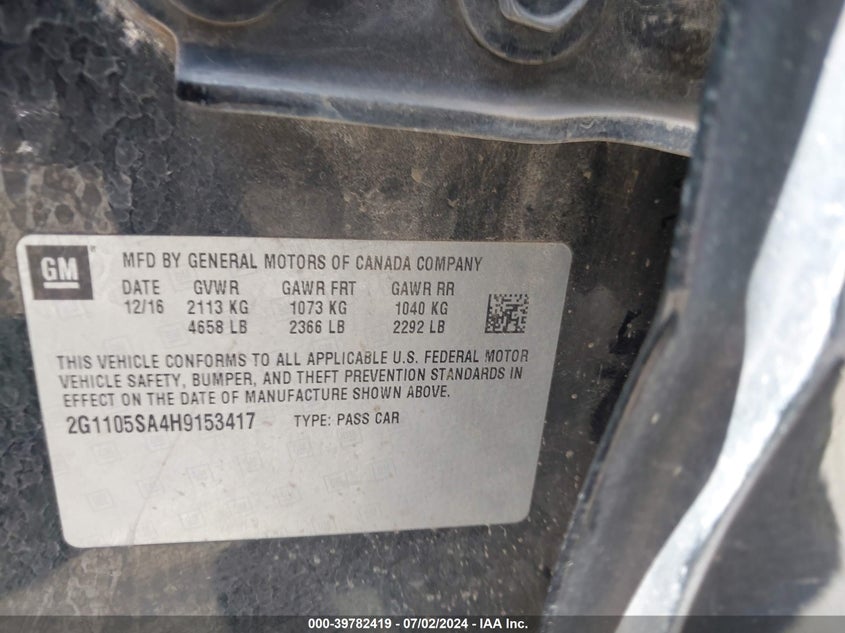 GM
MFD BY GENERAL MOTORS OF CANADA COMPANY
DATE GVWR GAWR FRT GAWR RR
12/16 2113 KG 1073 KG 1040 KG
4658 LB 2366 LB 2292 LB
THIS VEHICLE CONFORMS TO ALL APPLICABLE U.S. FEDERAL MOTOR
VEHICLE SAFETY, BUMPER, AND THEFT PREVENTION STANDARDS IN
EFFECT ON THE DATE OF MANUFACTURE SHOWN ABOVE.
2G1105SA4H9153417 TYPE: PASS CAR
000-39782419 - 07/02/2024 - IAA Inc.